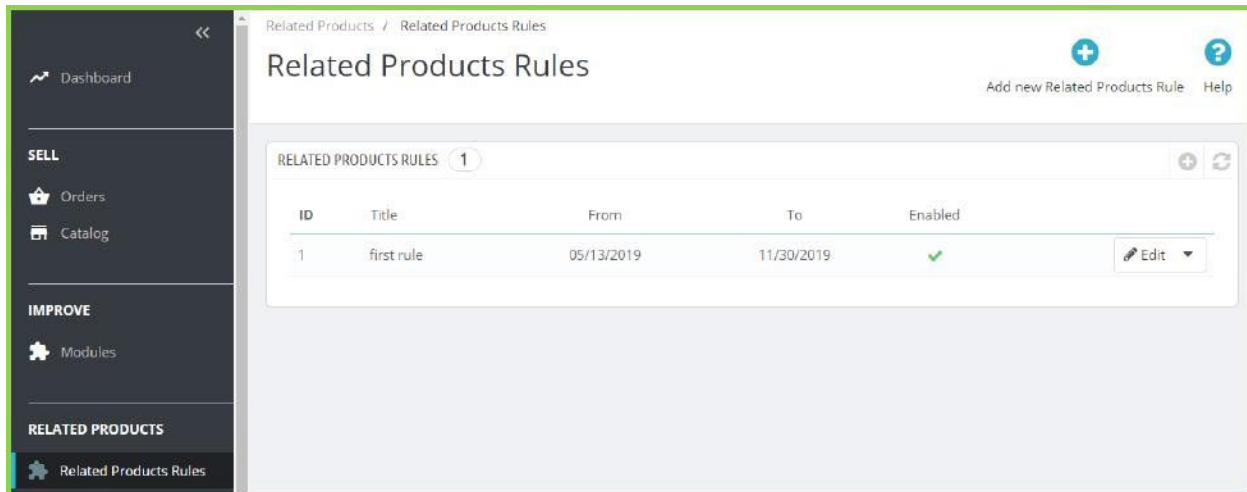 Dashboard
SELL
Orders
Catalog
IMPROVE
Modules
RELATED PRODUCTS
Related Products Rules
Related Products / Related Products Rules
Related Products Rules
Add new Related Products Rule
Help
RELATED PRODUCTS RULES 1
ID Title From To Enabled
1 first rule 05/13/2019 11/30/2019 Edit